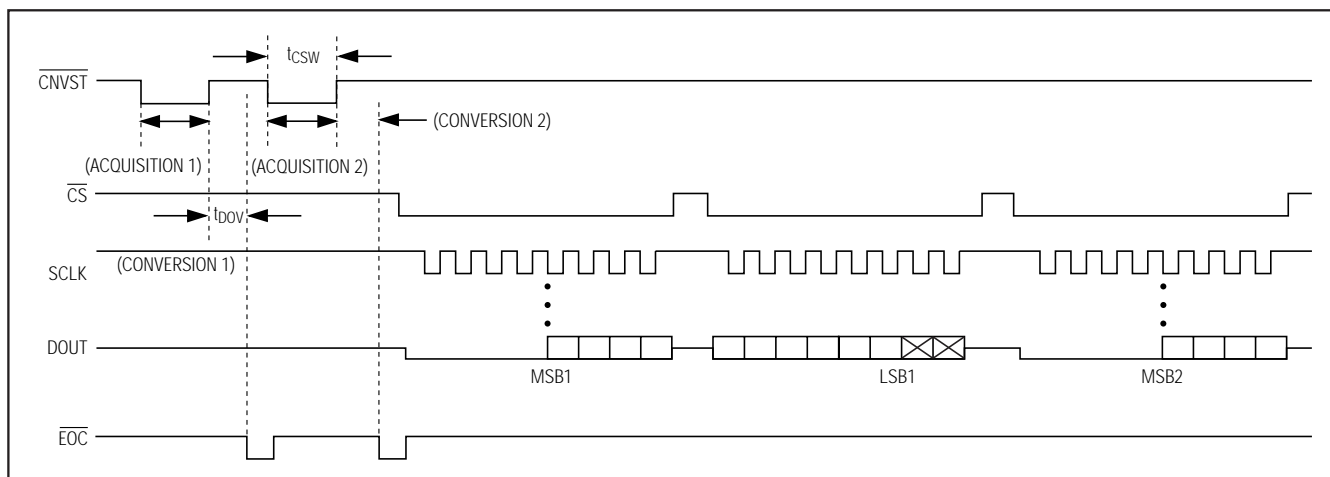 tCSW
CNVST
(CONVERSION 2)
(ACQUISITION 1) (ACQUISITION 2)
CS
tDOV
(CONVERSION 1)
SCLK
DOUT
MSB1 LSB1 MSB2
EOC